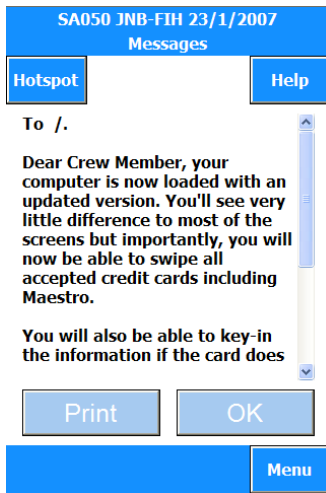 SA050 JNB-FIH 23/1/2007
Messages
Hotspot
Help
To /.
Dear Crew Member, your
computer is now loaded with an
updated version. You'll see very
little difference to most of the
screens but importantly, you will
now be able to swipe all
accepted credit cards including
Maestro.
You will also be able to key-in
the information if the card does
Print
OK
Menu